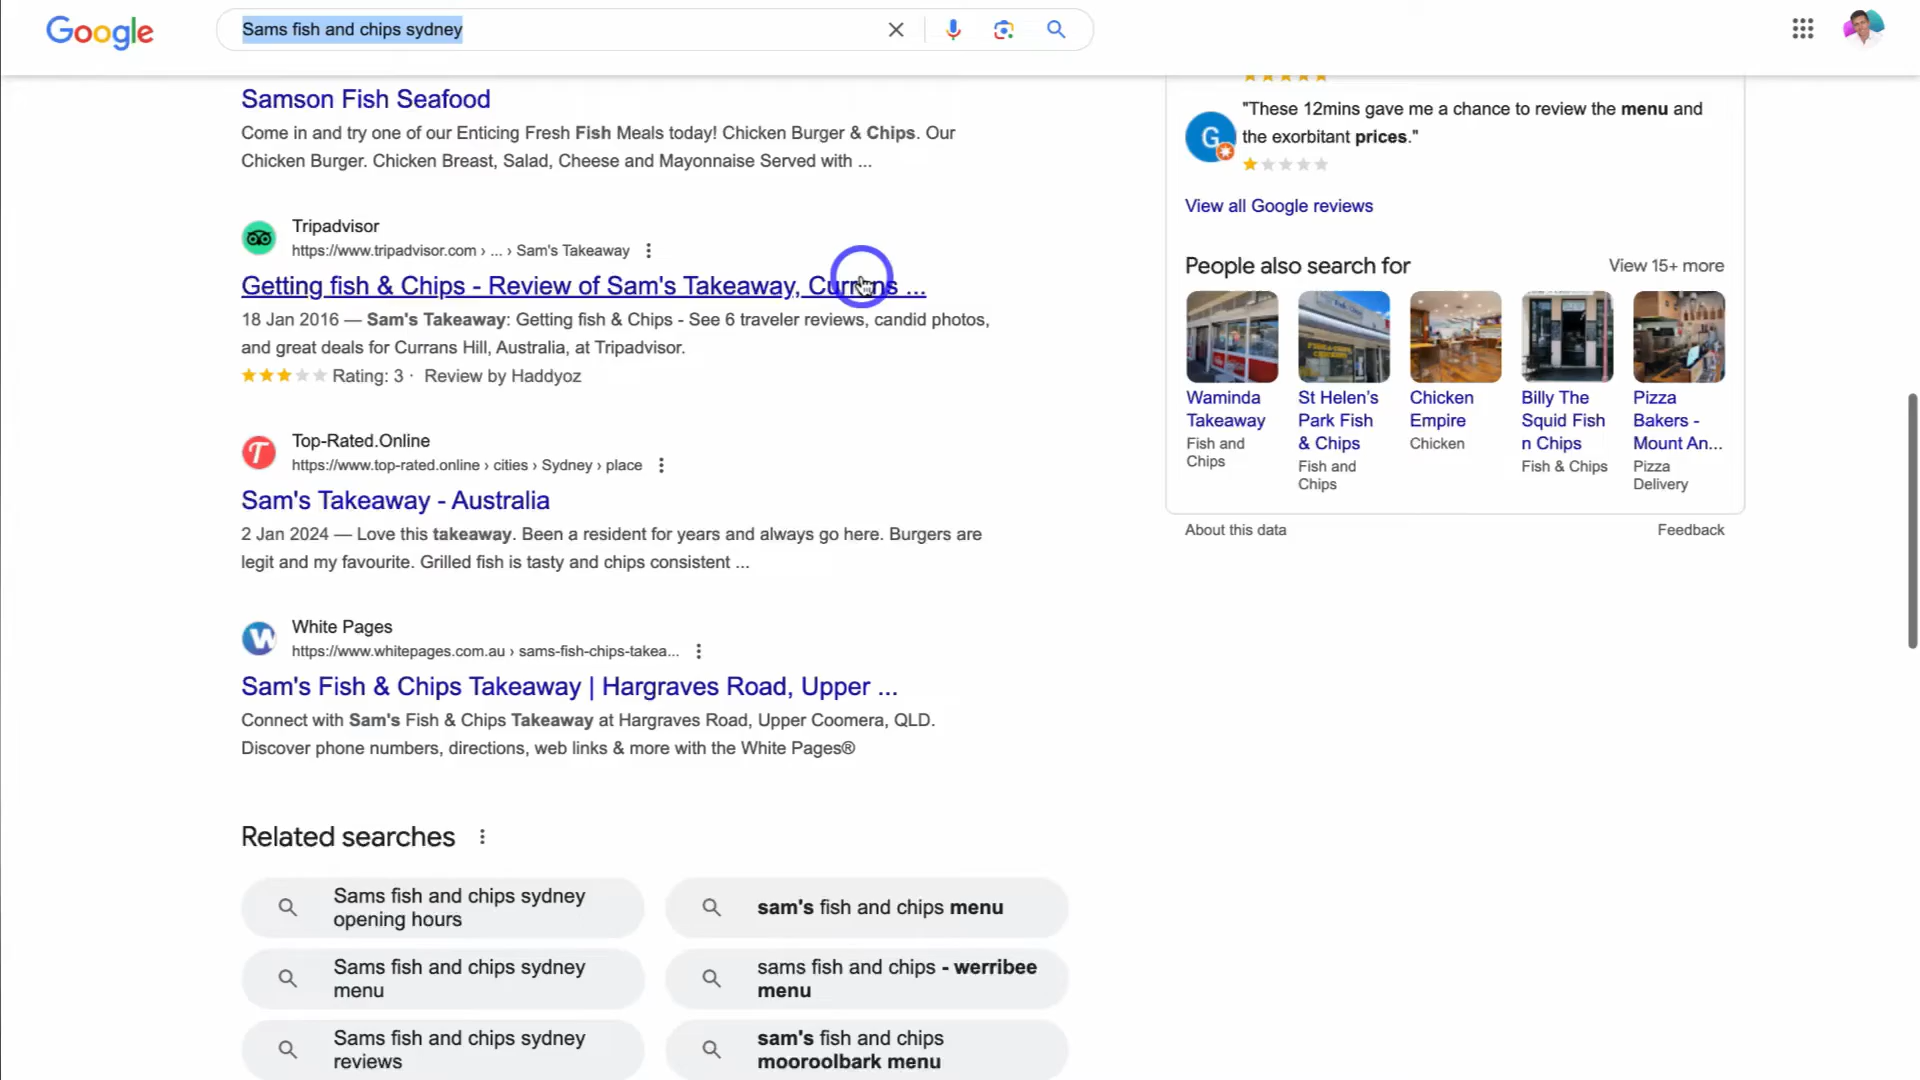 Google
Sams fish and chips sydney
Samson Fish Seafood
Come in and try one of our Enticing Fresh Fish Meals today! Chicken Burger & Chips. Our
Chicken Burger. Chicken Breast, Salad, Cheese and Mayonnaise Served with ...
Tripadvisor
https://www.tripadvisor.com › ... › Sam's Takeaway
Getting fish & Chips - Review of Sam's Takeaway, Currans ...
18 Jan 2016 — Sam's Takeaway: Getting fish & Chips - See 6 traveler reviews, candid photos,
and great deals for Currans Hill, Australia, at Tripadvisor.
Rating: 3 · Review by Haddyoz
T
Top-Rated.Online
https://www.top-rated.online › cities › Sydney › place
Sam's Takeaway - Australia
2 Jan 2024 — Love this takeaway. Been a resident for years and always go here. Burgers are
legit and my favourite. Grilled fish is tasty and chips consistent ...
W
White Pages
https://www.whitepages.com.au › sams-fish-chips-takea...
Sam's Fish & Chips Takeaway | Hargraves Road, Upper ...
Connect with Sam's Fish & Chips Takeaway at Hargraves Road, Upper Coomera, QLD.
Discover phone numbers, directions, web links & more with the White Pages®
Related searches
Sams fish and chips sydney
opening hours
sam's fish and chips menu
Sams fish and chips sydney
menu
sams fish and chips - werribee
menu
Sams fish and chips sydney
reviews
sam's fish and chips
mooroolbark menu
G
"These 12mins gave me a chance to review the menu and
the exorbitant prices."
View all Google reviews
People also search for
View 15+ more
Waminda
Takeaway
Fish and
Chips
St Helen's
Park Fish
& Chips
Fish and
Chips
Chicken
Empire
Chicken
Billy The
Squid Fish
n Chips
Fish & Chips
Pizza
Bakers -
Mount An...
Pizza
Delivery
About this data
Feedback